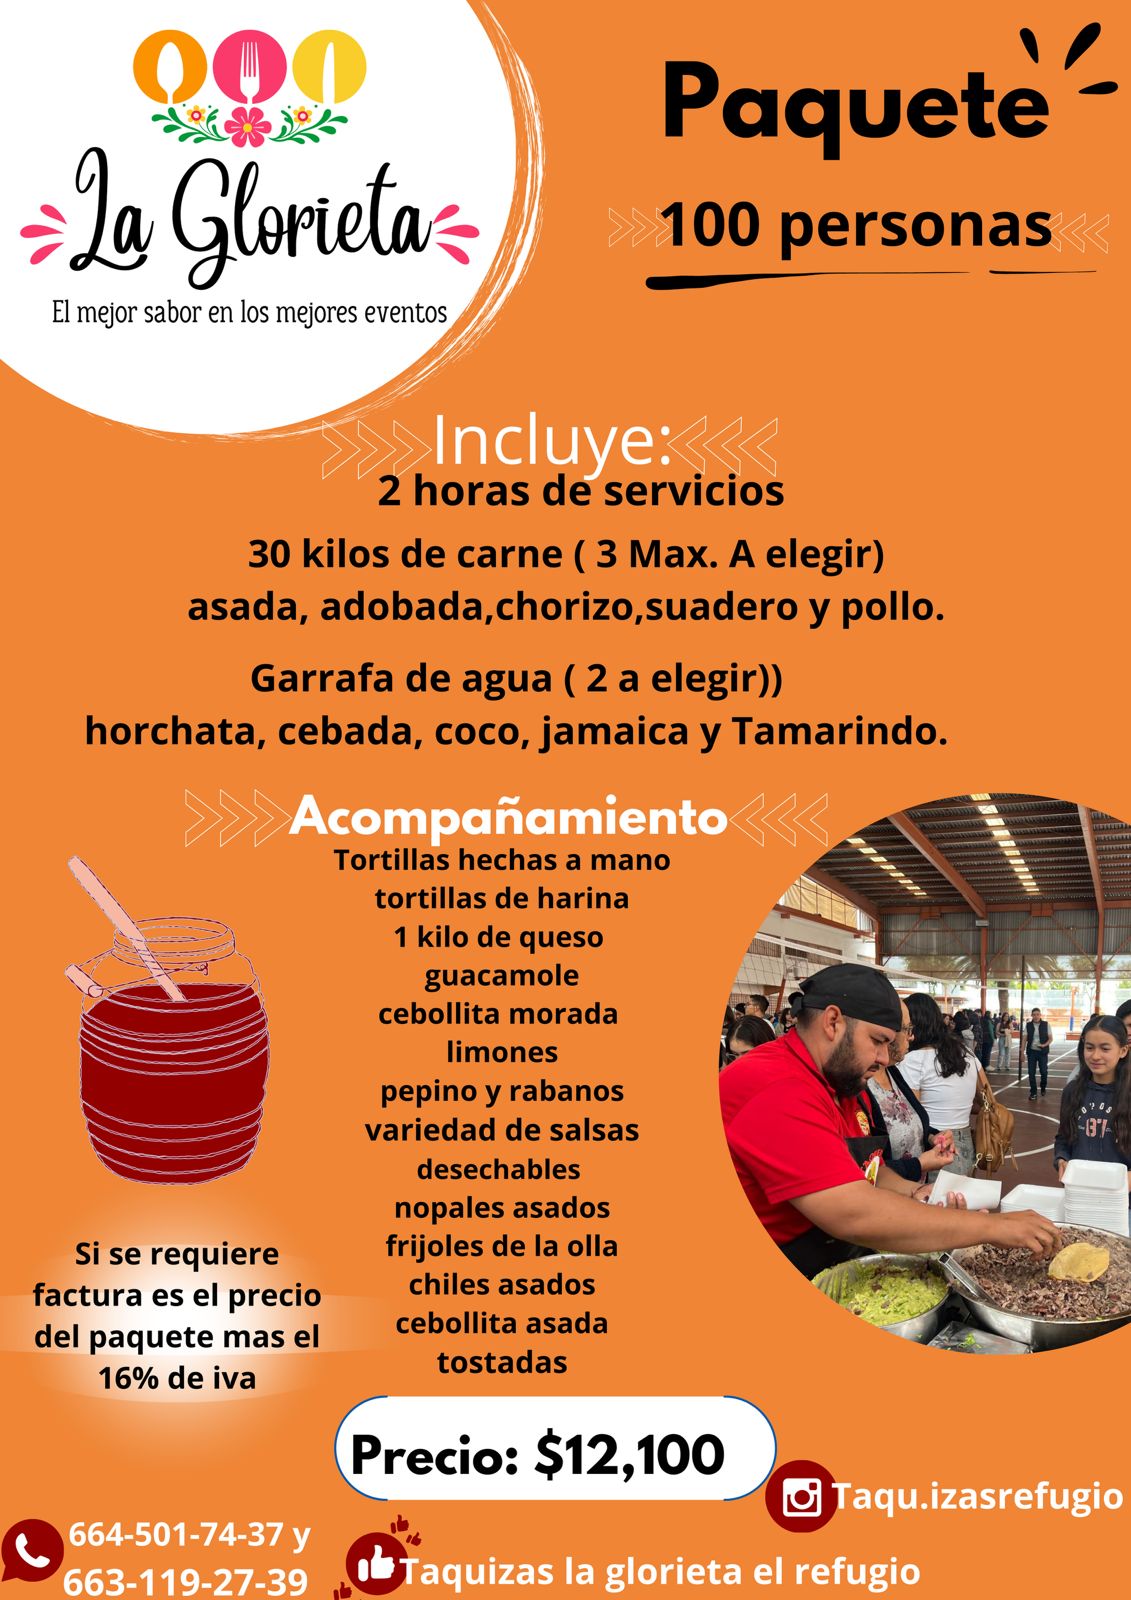 La Glorieta
El mejor sabor en los mejores eventos
Paquete
100 personas
Incluye:
2 horas de servicios
30 kilos de carne ( 3 Max. A elegir)
asada, adobada,chorizo,suadero y pollo.
Garrafa de agua ( 2 a elegir))
horchata, cebada, coco, jamaica y Tamarindo.
Acompañamiento
Tortillas hechas a mano
tortillas de harina
1 kilo de queso
guacamole
cebollita morada
limones
pepino y rabanos
variedad de salsas
desechables
nopales asados
frijoles de la olla
chiles asados
cebollita asada
tostadas
Si se requiere
factura es el precio
del paquete mas el
16% de iva
Precio: $12,100
Taqu.izasrefugio
664-501-74-37 y
663-119-27-39
Taquizas la glorieta el refugio